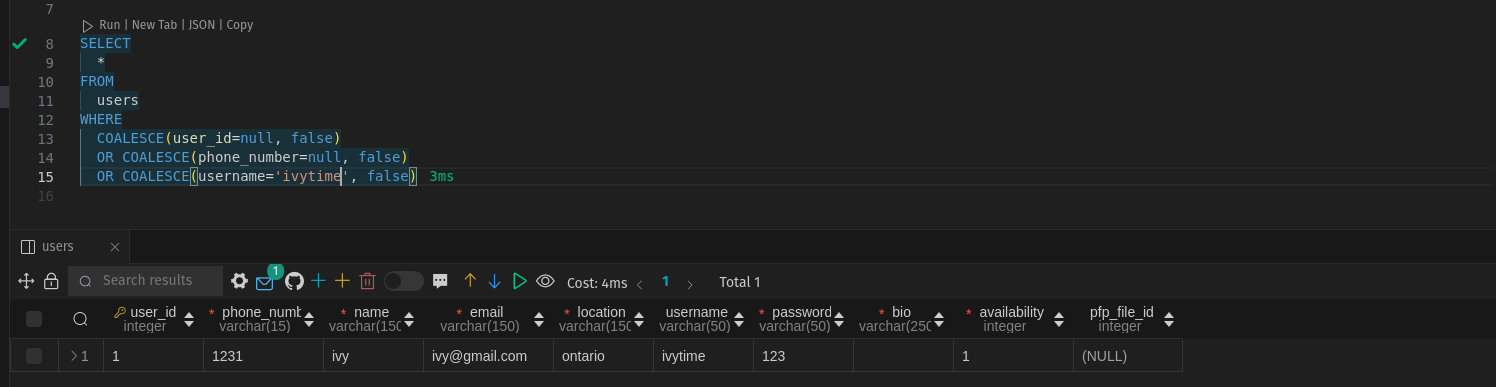 7
Run | New Tab | JSON | Copy
8 SELECT
9 *
10 FROM
11 users
12 WHERE
13 COALESCE(user_id=null, false)
14 OR COALESCE(phone_number=null, false)
15 OR COALESCE(username='ivytime', false) 3ms
16
users
Search results 1 Cost: 4ms 1 Total 1
user_id * phone_numb * name * email * location username * password * bio * availability pfp_file_id
integer varchar(15) varchar(150 varchar(150) varchar(150 varchar(50) varchar(50) varchar(250 integer integer
1 1 1231 ivy ivy@gmail.com ontario ivytime 123 1 (NULL)